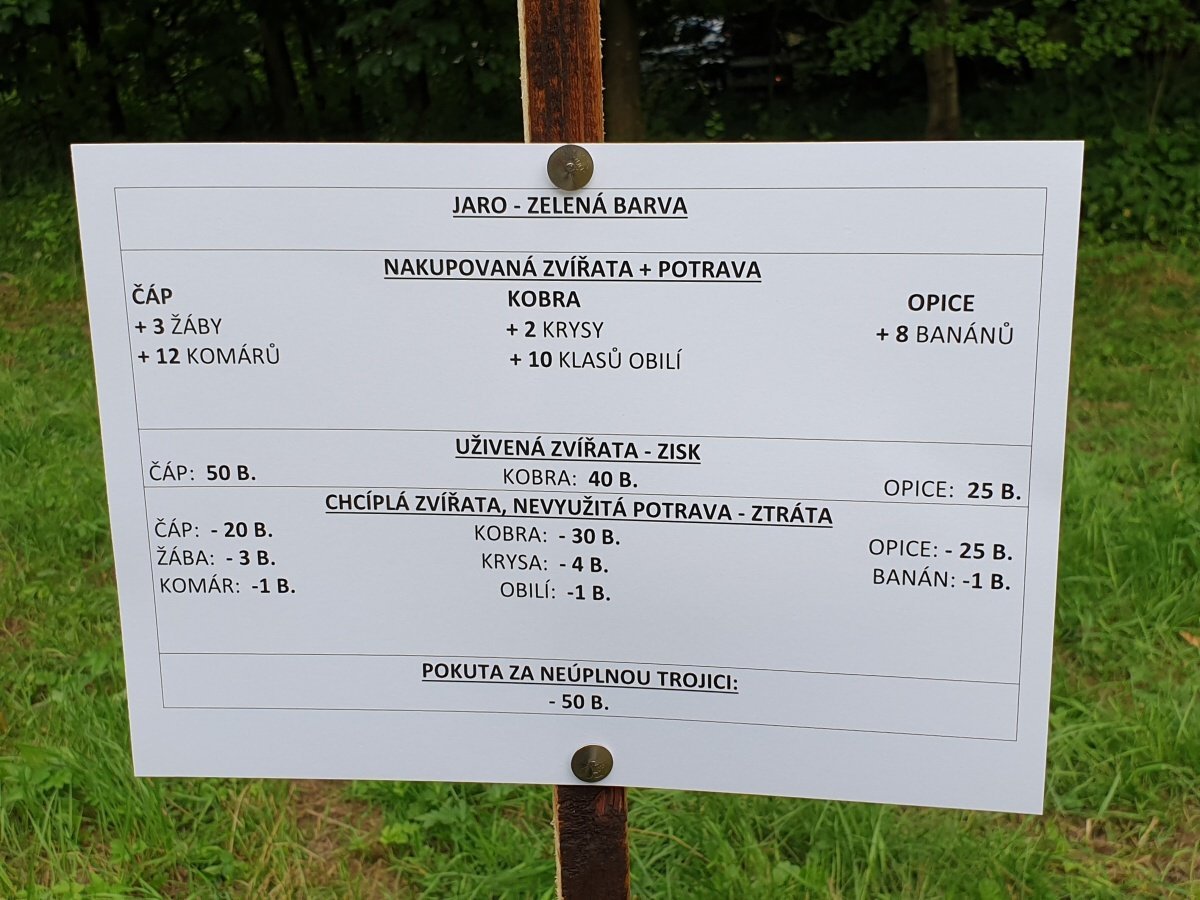 JARO - ZELENÁ BARVA
NAKUPOVANÁ ZVÍŘATA + POTRAVA
ČÁP KOBRA OPICE
+ 3 ŽÁBY + 2 KRYSY + 8 BANÁNŮ
+ 12 KOMÁRŮ + 10 KLASŮ OBILÍ
UŽIVENÁ ZVÍŘATA - ZISK
ČÁP: 50 B. KOBRA: 40 B. OPICE: 25 B.
CHCÍPLÁ ZVÍŘATA, NEVYUŽITÁ POTRAVA - ZTRÁTA
ČÁP: - 20 B. KOBRA: - 30 B. OPICE: - 25 B.
ŽÁBA: - 3 B. KRYSA: - 4 B. BANÁN: -1 B.
KOMÁR: -1 B. OBILÍ: -1 B.
POKUTA ZA NEÚPLNOU TROJICI:
- 50 B.